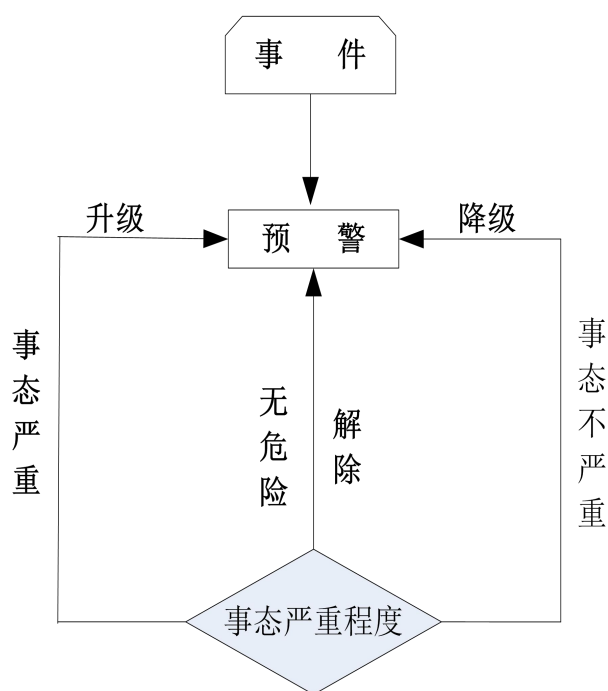 事 件
升级
预 警
降级
事态严重
无危险
解除
事态不严重
事态严重程度